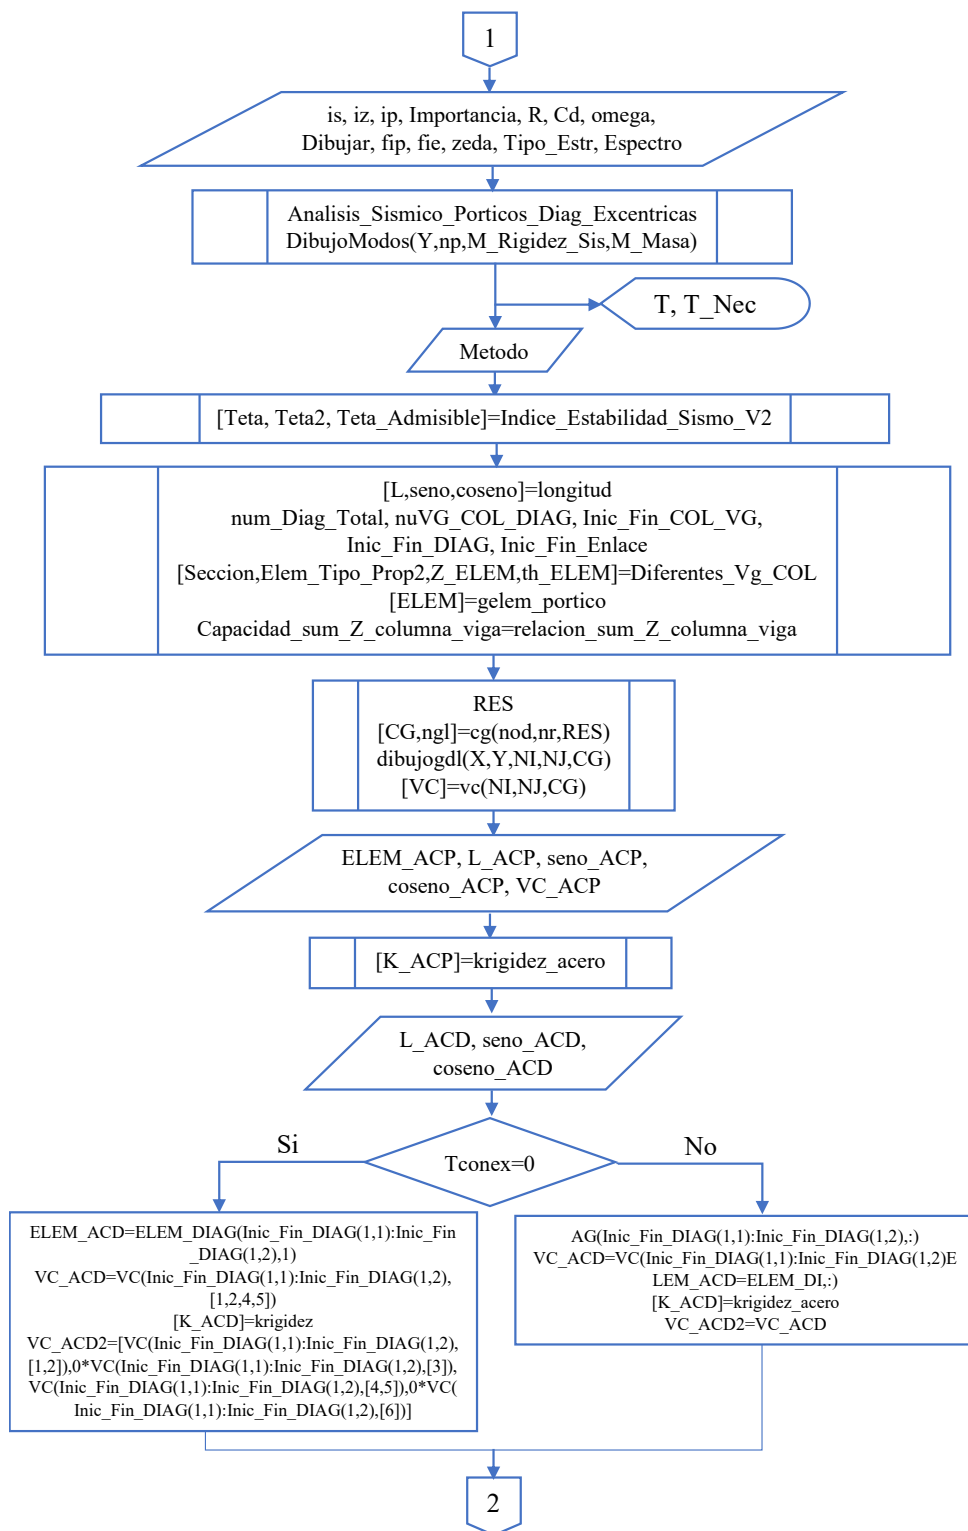 1
is, iz, ip, Importancia, R, Cd, omega,
Dibujar, fip, fie, zeda, Tipo_Estr, Espectro
Analisis_Sismico_Porticos_Diag_Excentricas
DibujoModos(Y,np,M_Rigidez_Sis,M_Masa)
T, T_Nec
Metodo
[Teta, Teta2, Teta_Admisible]=Indice_Estabilidad_Sismo_V2
[L,seno,coseno]=longitud
num_Diag_Total, nuVG_COL_DIAG, Inic_Fin_COL_VG,
Inic_Fin_DIAG, Inic_Fin_Enlace
[Seccion,Elem_Tipo_Prop2,Z_ELEM,th_ELEM]=Diferentes_Vg_COL
[ELEM]=gelem_portico
Capacidad_sum_Z_columna_viga=relacion_sum_Z_columna_viga
RES
[CG,ngl]=cg(nod,nr,RES)
dibujogdl(X,Y,NI,NJ,CG)
[VC]=vc(NI,NJ,CG)
ELEM_ACP, L_ACP, seno_ACP,
coseno_ACP, VC_ACP
[K_ACP]=krigidez_acero
L_ACD, seno_ACD,
coseno_ACD
Si
Tconex=0
No
ELEM_ACD=ELEM_DIAG(Inic_Fin_DIAG(1,1):Inic_Fin
_DIAG(1,2),1)
VC_ACD=VC(Inic_Fin_DIAG(1,1):Inic_Fin_DIAG(1,2),
[1,2,4,5])
[K_ACD]=krigidez
VC_ACD2=[VC(Inic_Fin_DIAG(1,1):Inic_Fin_DIAG(1,2),
[1,2]),0*VC(Inic_Fin_DIAG(1,1):Inic_Fin_DIAG(1,2),[3]),
VC(Inic_Fin_DIAG(1,1):Inic_Fin_DIAG(1,2),[4,5]),0*VC(
Inic_Fin_DIAG(1,1):Inic_Fin_DIAG(1,2),[6])]
AG(Inic_Fin_DIAG(1,1):Inic_Fin_DIAG(1,2),:)
VC_ACD=VC(Inic_Fin_DIAG(1,1):Inic_Fin_DIAG(1,2)E
LEM_ACD=ELEM_DI,:)
[K_ACD]=krigidez_acero
VC_ACD2=VC_ACD
2